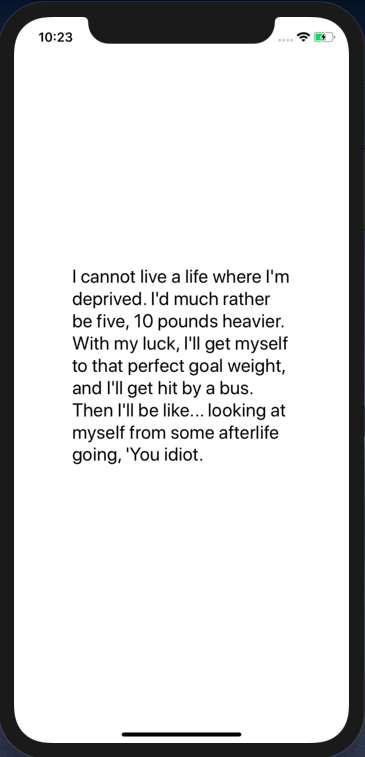 10:23
I cannot live a life where I'm
deprived. I'd much rather
be five, 10 pounds heavier.
With my luck, I'll get myself
to that perfect goal weight,
and I'll get hit by a bus.
Then I'll be like... looking at
myself from some afterlife
going, 'You idiot.